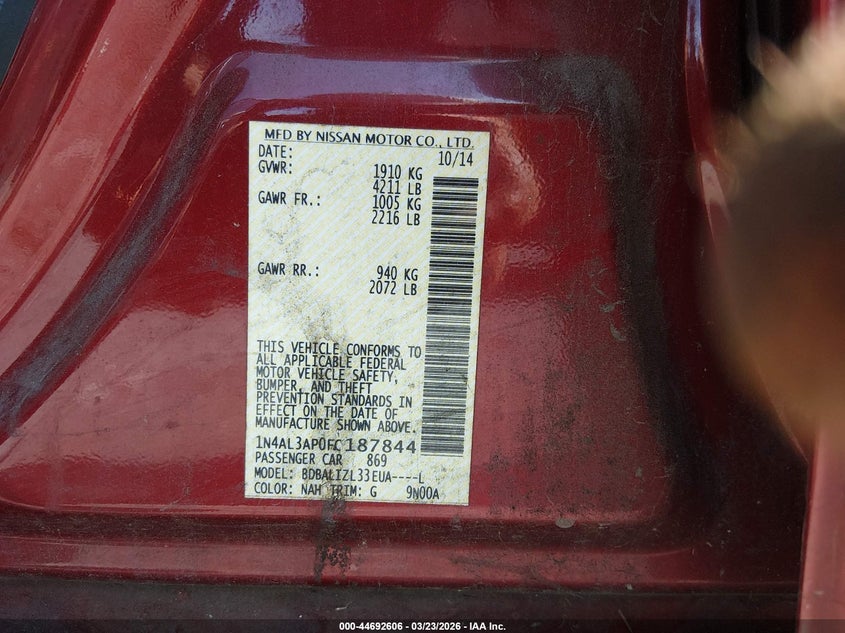 MFD BY NISSAN MOTOR CO., LTD.
DATE: 10/14
GVWR: 1910 KG
4211 LB
GAWR FR.: 1005 KG
2216 LB
GAWR RR.: 940 KG
2072 LB
THIS VEHICLE CONFORMS TO
ALL APPLICABLE FEDERAL
MOTOR VEHICLE SAFETY,
BUMPER, AND THEFT
PREVENTION STANDARDS IN
EFFECT ON THE DATE OF
MANUFACTURE SHOWN ABOVE.
1N4AL3AP0FC187844
PASSENGER CAR 869
MODEL: BDBALIZL33EUA----L
COLOR: NAH TRIM: G 9N00A
000-44692606 - 03/23/2026 - IAA Inc.